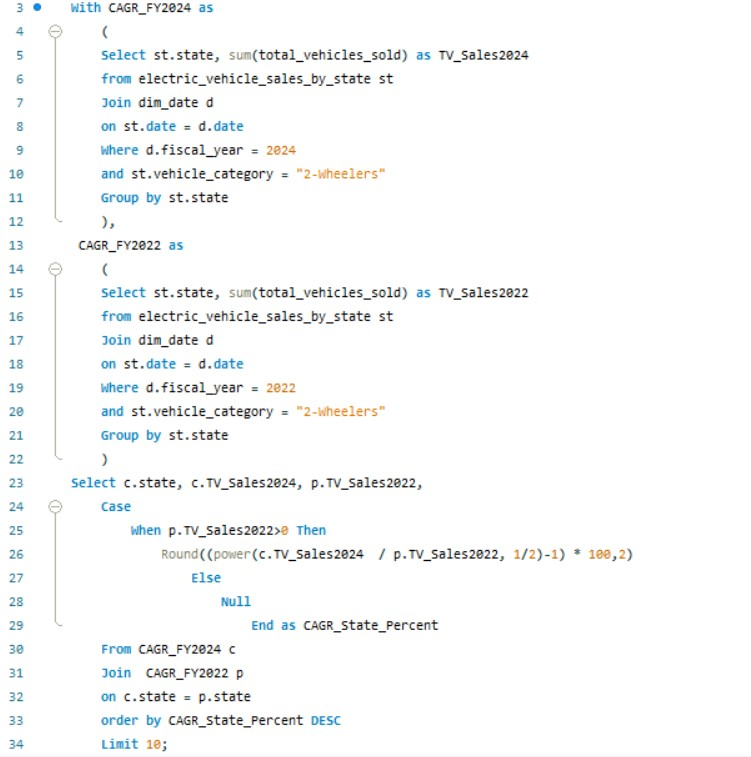 3 With CAGR_FY2024 as
4 (
5 Select st.state, sum(total_vehicles_sold) as TV_Sales2024
6 from electric_vehicle_sales_by_state st
7 Join dim_date d
8 on st.date = d.date
9 Where d.fiscal_year = 2024
10 and st.vehicle_category = "2-Wheelers"
11 Group by st.state
12 ),
13 CAGR_FY2022 as
14 (
15 Select st.state, sum(total_vehicles_sold) as TV_Sales2022
16 from electric_vehicle_sales_by_state st
17 Join dim_date d
18 on st.date = d.date
19 Where d.fiscal_year = 2022
20 and st.vehicle_category = "2-Wheelers"
21 Group by st.state
22 )
23 Select c.state, c.TV_Sales2024, p.TV_Sales2022,
24 Case
25 When p.TV_Sales2022>0 Then
26 Round((power(c.TV_Sales2024 / p.TV_Sales2022, 1/2)-1) * 100,2)
27 Else
28 Null
29 End as CAGR_State_Percent
30 From CAGR_FY2024 c
31 Join CAGR_FY2022 p
32 on c.state = p.state
33 order by CAGR_State_Percent DESC
34 Limit 10;